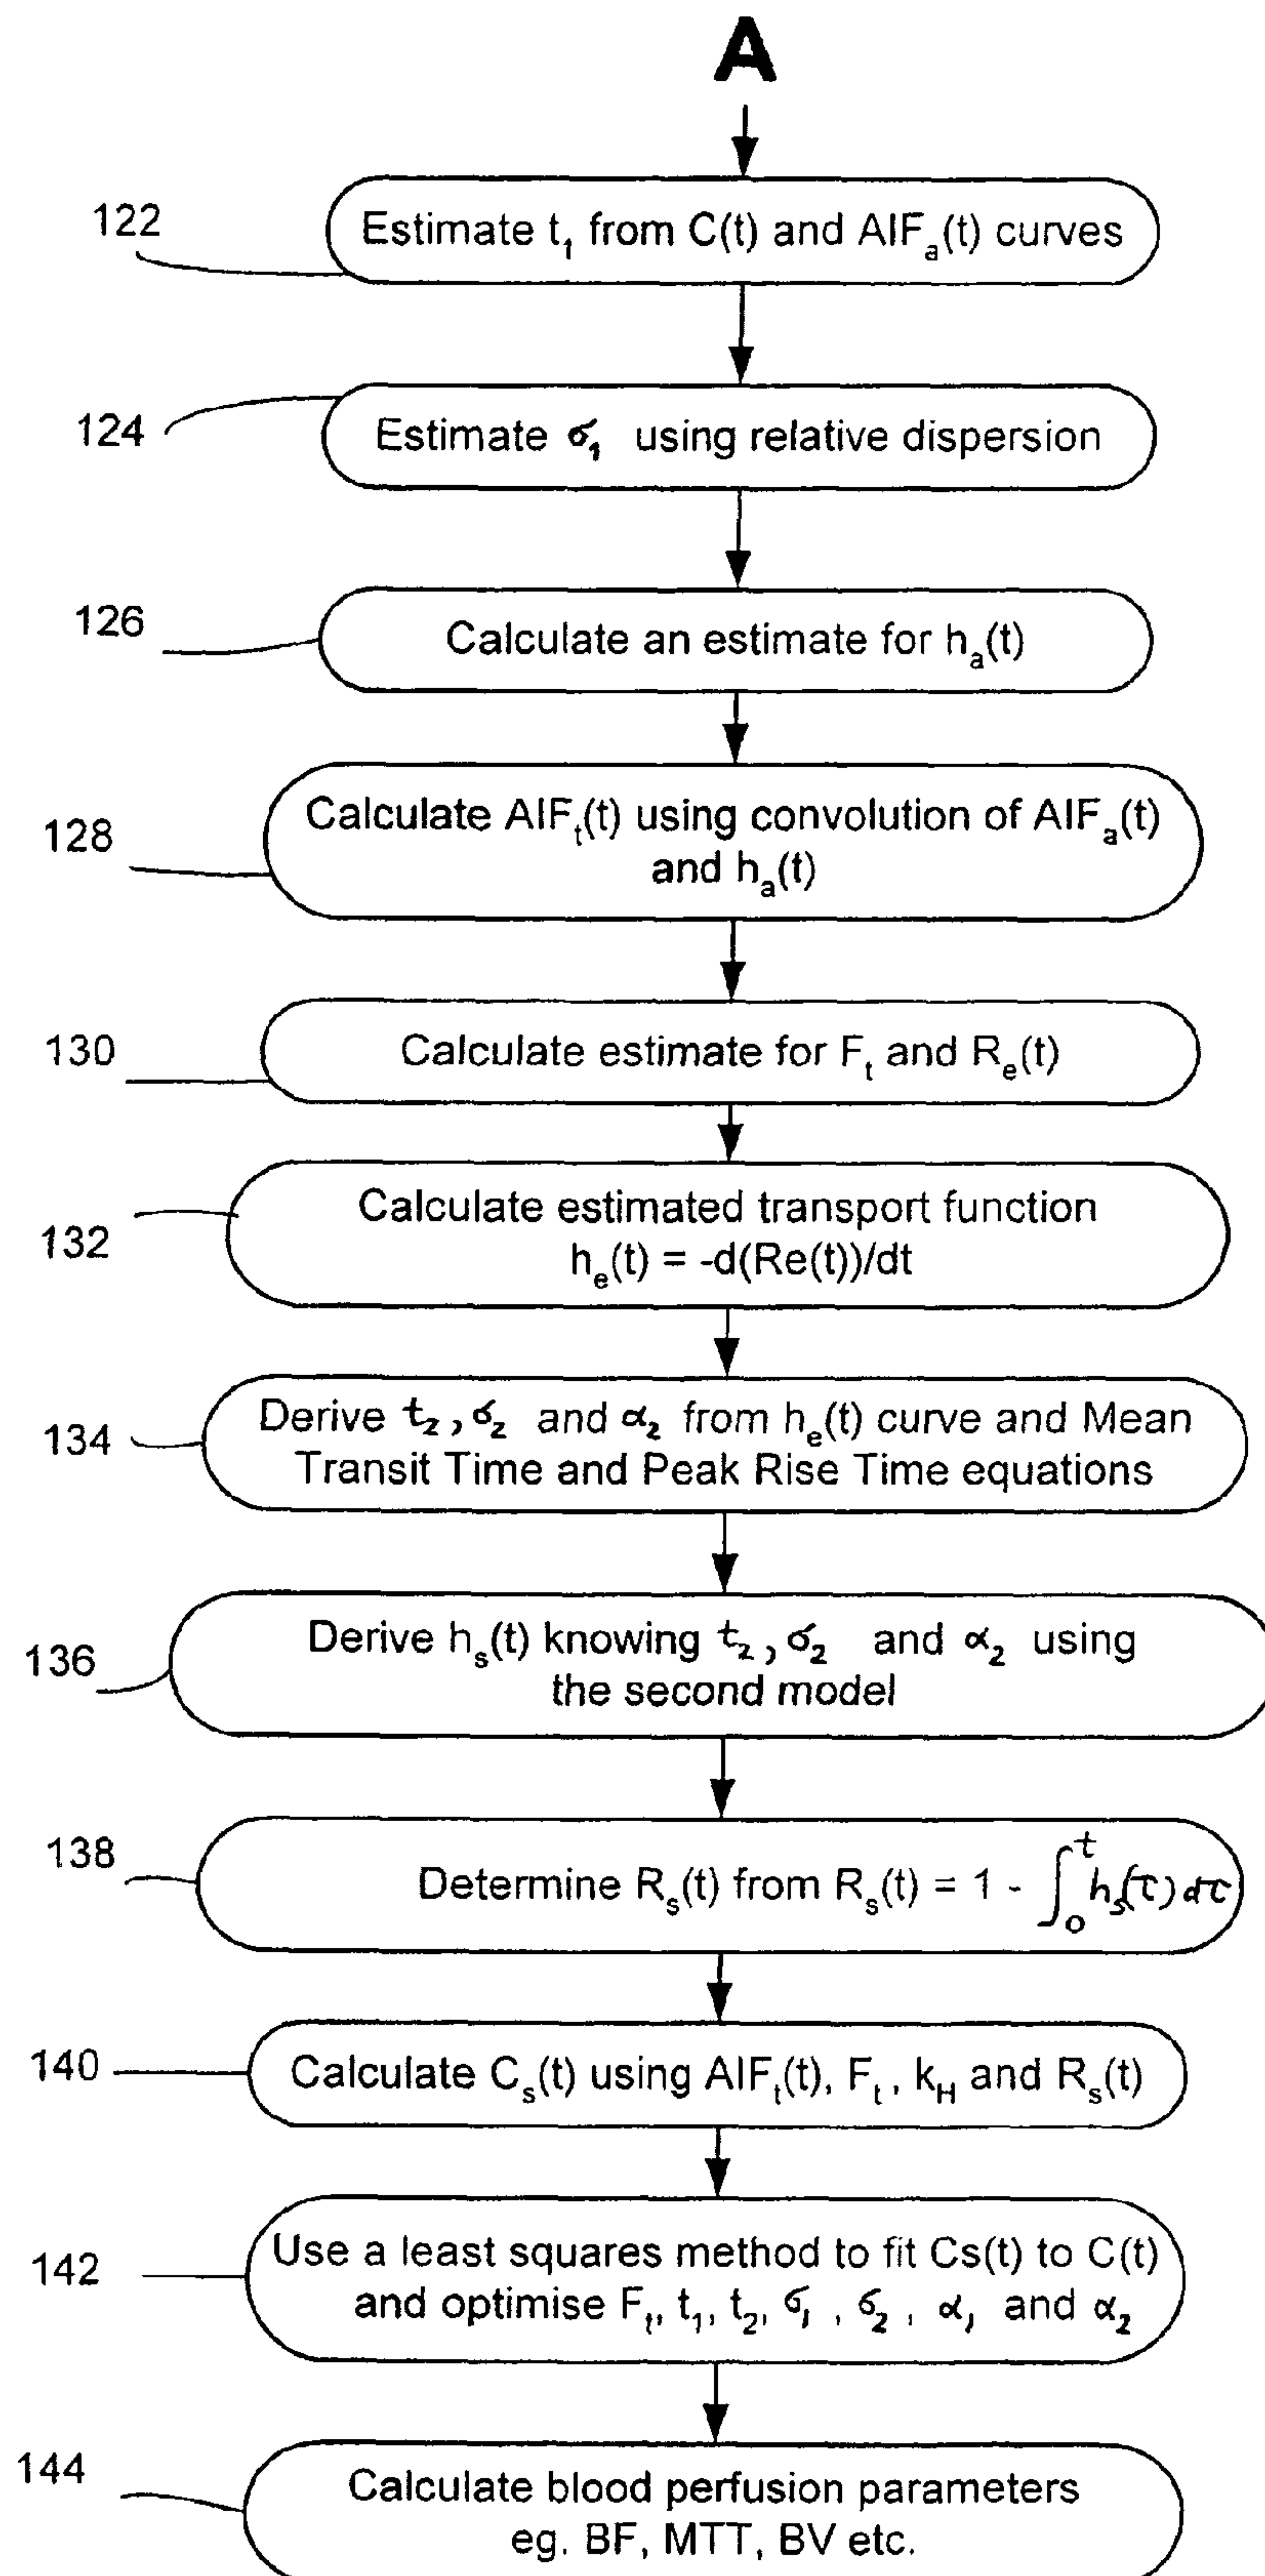 A
122
Estimate t₁ from C(t) and AIFₐ(t) curves
124
Estimate σ₁ using relative dispersion
126
Calculate an estimate for hₐ(t)
128
Calculate AIFₜ(t) using convolution of AIFₐ(t)
and hₐ(t)
130
Calculate estimate for Fₜ and Rₑ(t)
132
Calculate estimated transport function
hₑ(t) = -d(Re(t))/dt
134
Derive t₂, σ₂ and α₂ from hₑ(t) curve and Mean
Transit Time and Peak Rise Time equations
136
Derive hₛ(t) knowing t₂, σ₂ and α₂ using
the second model
138
Determine Rₛ(t) from Rₛ(t) = 1 - ∫₀ᵗ hₛ(τ) dτ
140
Calculate Cₛ(t) using AIFₜ(t), Fₜ, k_H and Rₛ(t)
142
Use a least squares method to fit Cs(t) to C(t)
and optimise Fₜ, t₁, t₂, σ₁, σ₂, α₁ and α₂
144
Calculate blood perfusion parameters
eg. BF, MTT, BV etc.